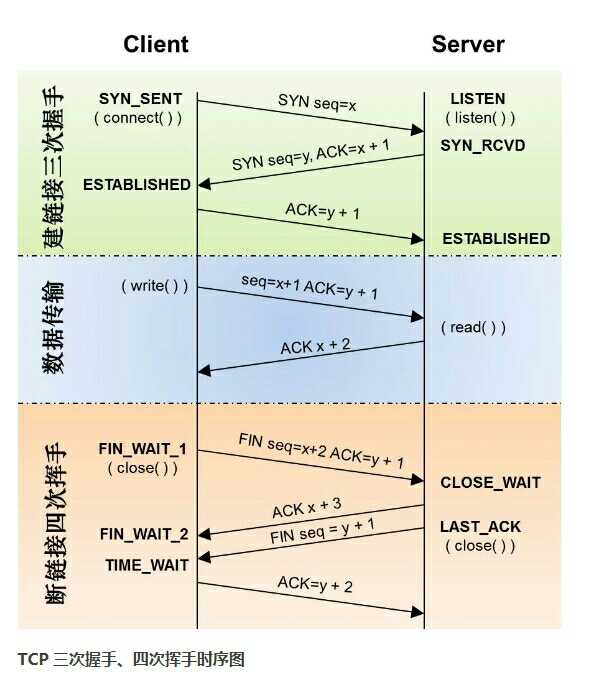 Client
Server
建链接三次握手
SYN_SENT
( connect( ) )
SYN seq=x
LISTEN
( listen( ) )
SYN_RCVD
SYN seq=y, ACK=x + 1
ESTABLISHED
ACK=y + 1
ESTABLISHED
数据传输
( write( ) )
seq=x+1 ACK=y + 1
( read( ) )
ACK x + 2
断链接四次挥手
FIN_WAIT_1
( close( ) )
FIN seq=x+2 ACK=y + 1
CLOSE_WAIT
ACK x + 3
FIN_WAIT_2
FIN seq = y + 1
LAST_ACK
( close( ) )
TIME_WAIT
ACK=y + 2
TCP 三次握手、四次挥手时序图